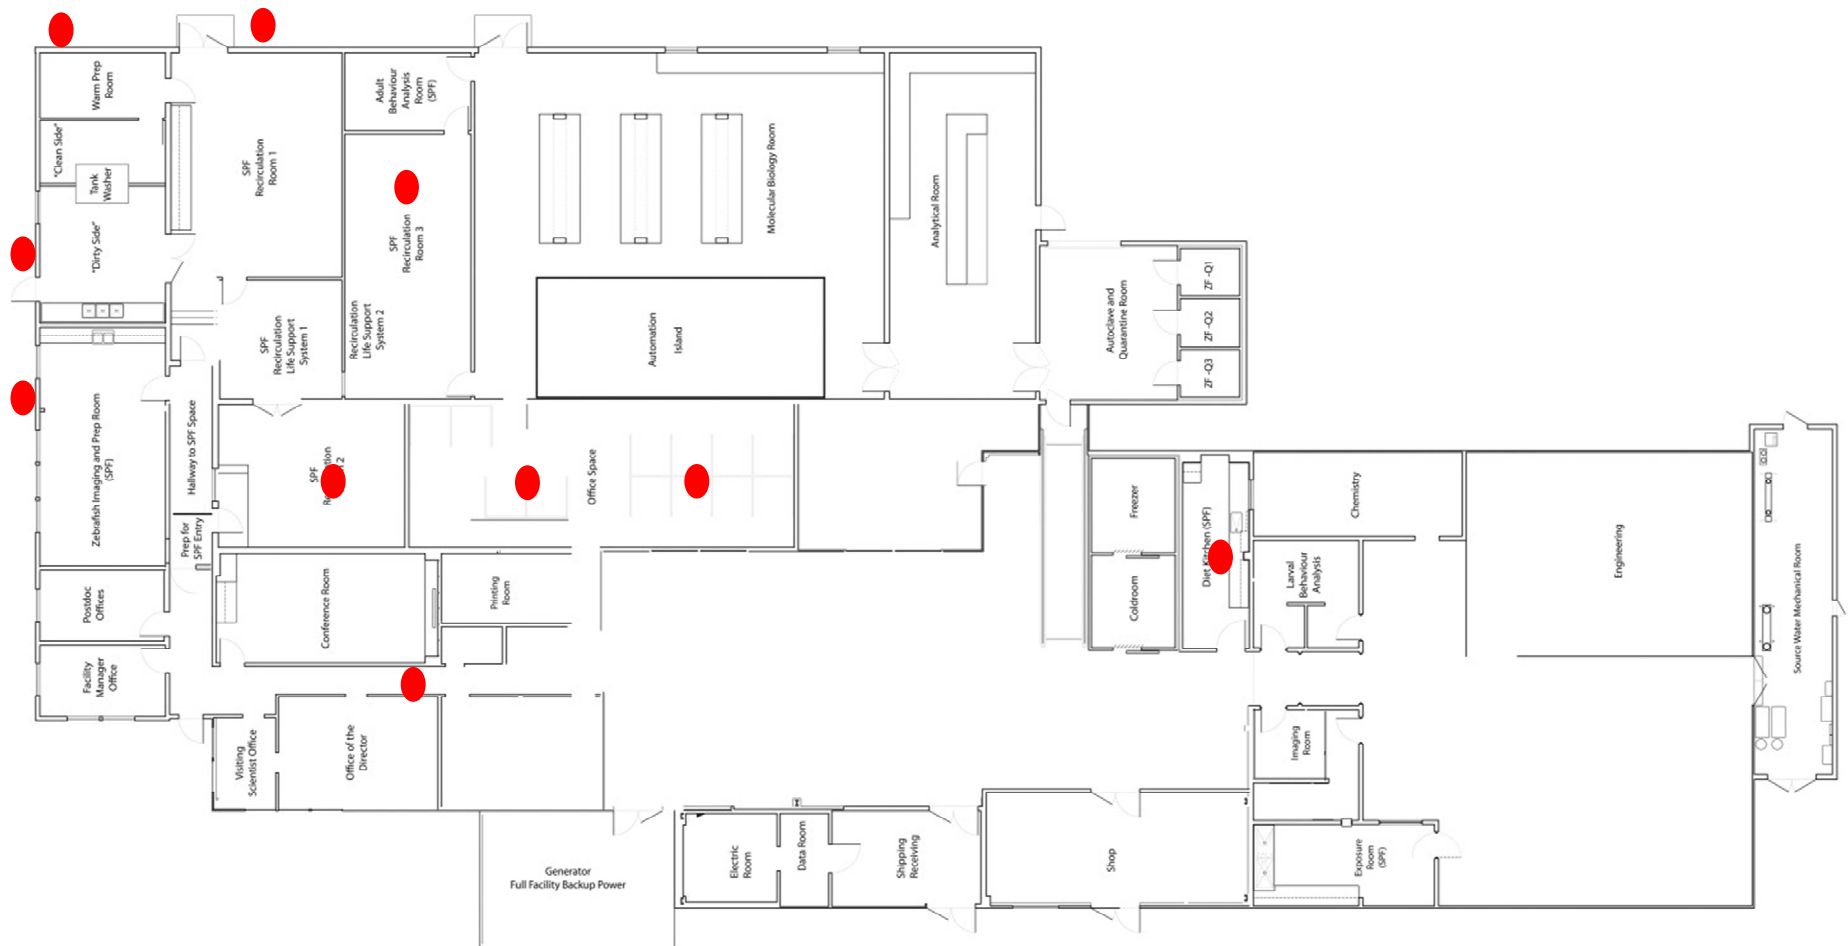 Warm Prep
Room
"Clean Side"
Tank
Washer
"Dirty Side"
SPF
Recirculation
Room 1
Adult
Behaviour
Analysis
Room
(SPF)
SPF
Recirculation
Room 3
Recirculation
Life Support
System 2
SPF
Recirculation
Life Support
System 1
Molecular Biology Room
Automation
Island
Analytical Room
Autoclave and
Quarantine Room
ZF -Q1
ZF -Q2
ZF -Q3
Zebrafish Imaging and Prep Room
(SPF)
Hallway to SPF Space
Prep for
SPF Entry
SPF
2
Office Space
Postdoc
Offices
Facility
Manager
Office
Conference Room
Printing
Room
Visiting
Scientist Office
Office of the
Director
Freezer
Coldroom
Diet Kitchen (SPF)
Chemistry
Larval
Behaviour
Analysis
Engineering
Source Water Mechanical Room
Imaging
Room
Generator
Full Facility Backup Power
Electric
Room
Data Room
Shipping
Receiving
Shop
Exposure
Room
(SPF)